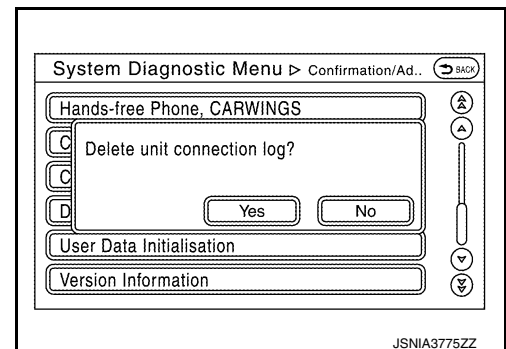 System Diagnostic Menu ▷ Confirmation/Ad.. BACK
Hands-free Phone, CARWINGS
C
Delete unit connection log?
C
D
Yes No
User Data Initialisation
Version Information
JSNIA3775ZZ